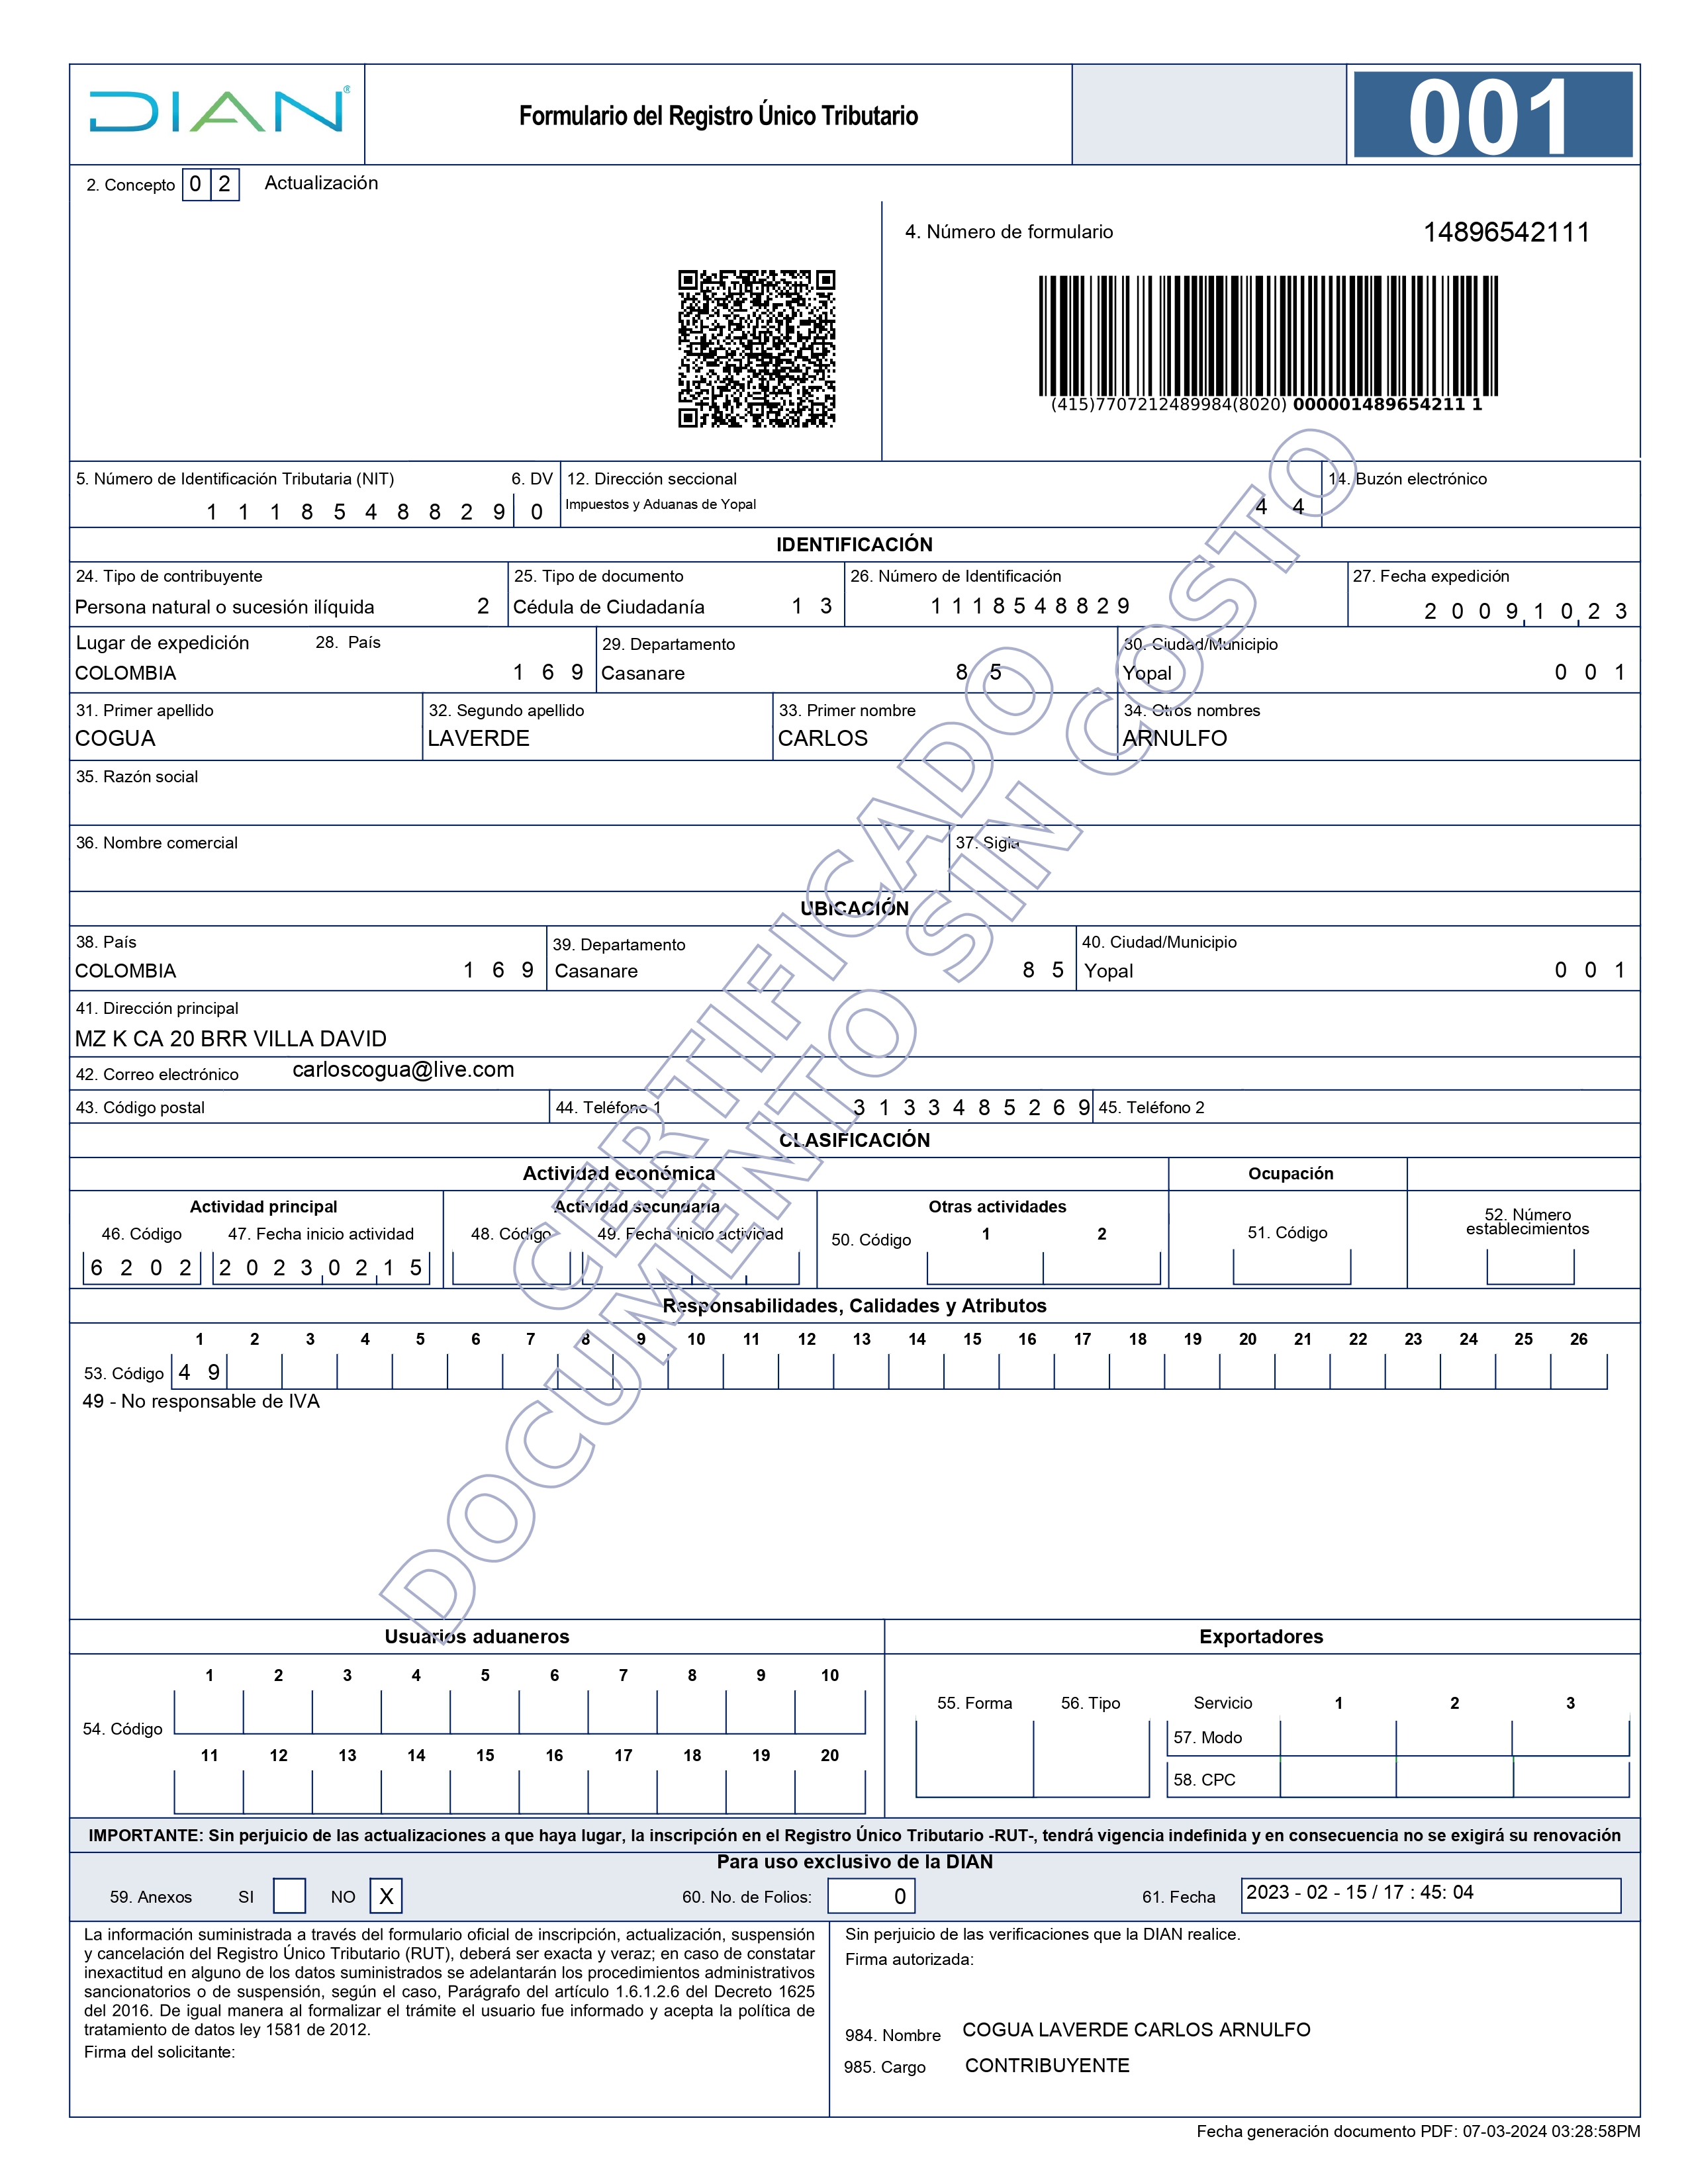 DIAN®
Formulario del Registro Único Tributario
001
2. Concepto 0 2 Actualización
4. Número de formulario 14896542111
(415)7707212489984(8020) 000001489654211 1
5. Número de Identificación Tributaria (NIT) 6. DV 12. Dirección seccional 14. Buzón electrónico
1 1 1 8 5 4 8 8 2 9 0 Impuestos y Aduanas de Yopal 4 4
IDENTIFICACIÓN
24. Tipo de contribuyente 25. Tipo de documento 26. Número de Identificación 27. Fecha expedición
Persona natural o sucesión ilíquida 2 Cédula de Ciudadanía 1 3 1 1 1 8 5 4 8 8 2 9 2 0 0 9 1 0 2 3
Lugar de expedición 28. País 29. Departamento 30. Ciudad/Municipio
COLOMBIA 1 6 9 Casanare 8 5 Yopal 0 0 1
31. Primer apellido 32. Segundo apellido 33. Primer nombre 34. Otros nombres
COGUA LAVERDE CARLOS ARNULFO
35. Razón social
36. Nombre comercial 37. Sigla
UBICACIÓN
38. País 39. Departamento 40. Ciudad/Municipio
COLOMBIA 1 6 9 Casanare 8 5 Yopal 0 0 1
41. Dirección principal
MZ K CA 20 BRR VILLA DAVID
42. Correo electrónico carloscogua@live.com
43. Código postal 44. Teléfono 1 3 1 3 3 4 8 5 2 6 9 45. Teléfono 2
CLASIFICACIÓN
Actividad económica Ocupación
Actividad principal Actividad secundaria Otras actividades 52. Número establecimientos
46. Código 47. Fecha inicio actividad 48. Código 49. Fecha inicio actividad 50. Código 1 2 51. Código
6 2 0 2 2 0 2 3 0 2 1 5
Responsabilidades, Calidades y Atributos
1 2 3 4 5 6 7 8 9 10 11 12 13 14 15 16 17 18 19 20 21 22 23 24 25 26
53. Código 4 9
49 - No responsable de IVA
CERTIFICADO
DOCUMENTO SIN COSTO
Usuarios aduaneros Exportadores
1 2 3 4 5 6 7 8 9 10
55. Forma 56. Tipo Servicio 1 2 3
54. Código
57. Modo
11 12 13 14 15 16 17 18 19 20
58. CPC
IMPORTANTE: Sin perjuicio de las actualizaciones a que haya lugar, la inscripción en el Registro Único Tributario -RUT-, tendrá vigencia indefinida y en consecuencia no se exigirá su renovación
Para uso exclusivo de la DIAN
59. Anexos SI NO X 60. No. de Folios: 0 61. Fecha 2023 - 02 - 15 / 17 : 45: 04
La información suministrada a través del formulario oficial de inscripción, actualización, suspensión
y cancelación del Registro Único Tributario (RUT), deberá ser exacta y veraz; en caso de constatar
inexactitud en alguno de los datos suministrados se adelantarán los procedimientos administrativos
sancionatorios o de suspensión, según el caso, Parágrafo del artículo 1.6.1.2.6 del Decreto 1625
del 2016. De igual manera al formalizar el trámite el usuario fue informado y acepta la política de
tratamiento de datos ley 1581 de 2012.
Firma del solicitante:
Sin perjuicio de las verificaciones que la DIAN realice.
Firma autorizada:
984. Nombre COGUA LAVERDE CARLOS ARNULFO
985. Cargo CONTRIBUYENTE
Fecha generación documento PDF: 07-03-2024 03:28:58PM